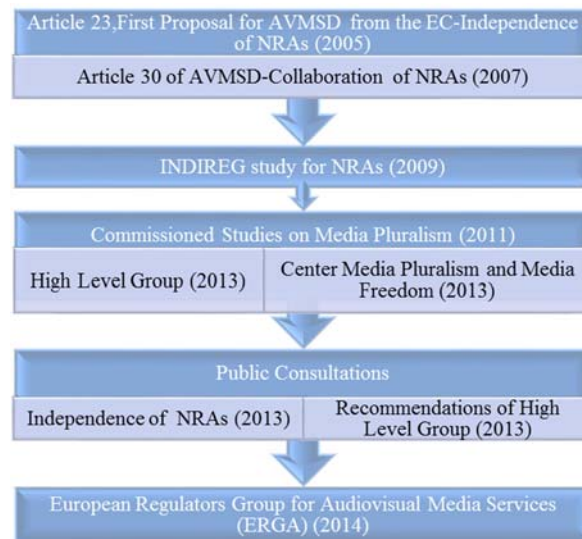 Article 23,First Proposal for AVMSD from the EC-Independence
of NRAs (2005)
Article 30 of AVMSD-Collaboration of NRAs (2007)
INDIREG study for NRAs (2009)
Commissioned Studies on Media Pluralism (2011)
High Level Group (2013)
Center Media Pluralism and Media
Freedom (2013)
Public Consultations
Independence of NRAs (2013)
Recommendations of High
Level Group (2013)
European Regulators Group for Audiovisual Media Services
(ERGA) (2014)